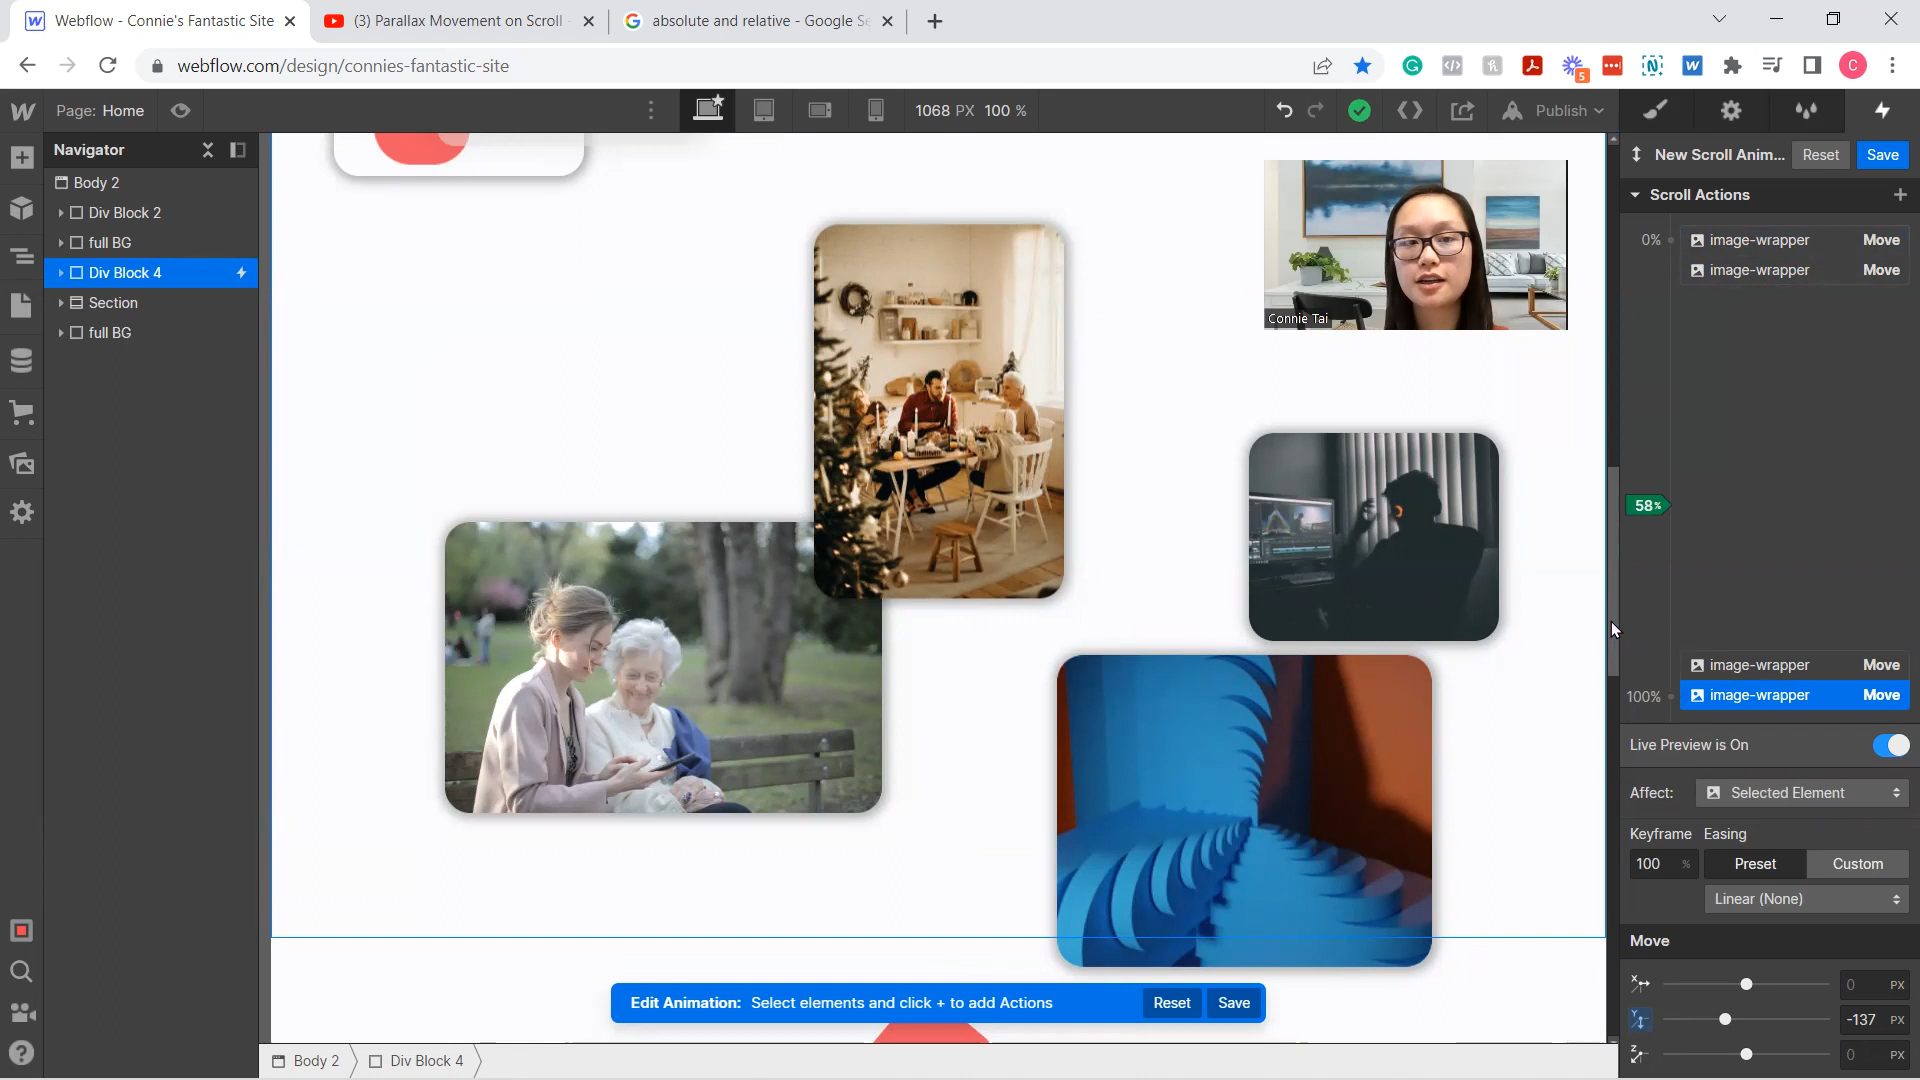 Webflow - Connie's Fantastic Site
(3) Parallax Movement on Scroll -
absolute and relative - Google Se
webflow.com/design/connies-fantastic-site
5
C
Page: Home
1068 PX 100 %
Publish
Navigator
New Scroll Anim...
Reset
Save
Body 2
Scroll Actions
Div Block 2
full BG
0%
image-wrapper Move
Div Block 4
image-wrapper Move
Section
Connie Tai
full BG
58%
image-wrapper Move
100%
image-wrapper Move
Live Preview is On
Affect: Selected Element
Keyframe Easing
100 %
Preset
Custom
Linear (None)
Move
X
0 PX
Edit Animation: Select elements and click + to add Actions
Reset
Save
Y
-137 PX
Z
0 PX
Body 2
Div Block 4